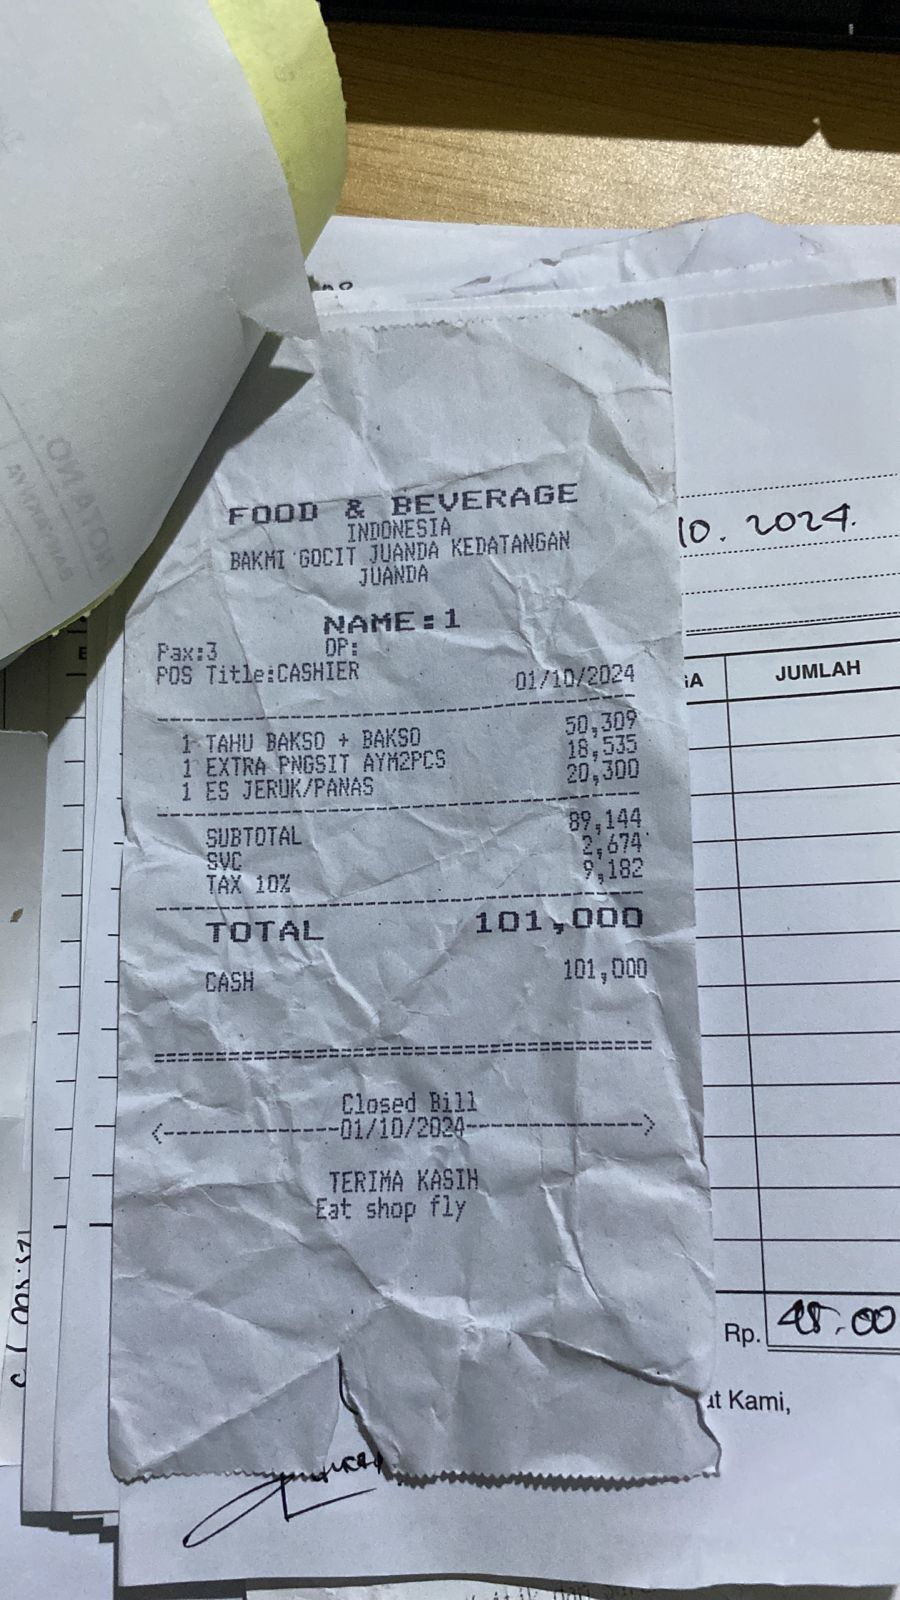 FOOD & BEVERAGE
INDONESIA
BAKMI GOCIT JUANDA KEDATANGAN
JUANDA
NAME:1
Pax:3 OP:
POS Title:CASHIER 01/10/2024
1 TAHU BAKSO + BAKSO 50,309
1 EXTRA PNGSIT AYM2PCS 18,535
1 ES JERUK/PANAS 20,300
SUBTOTAL 89,144
SVC 2,674
TAX 10% 9,182
TOTAL 101,000
CASH 101,000
Closed Bill
<-----------------01/10/2024----------------->
TERIMA KASIH
Eat shop fly
10. 2024.
GA JUMLAH
Rp.
at Kami,